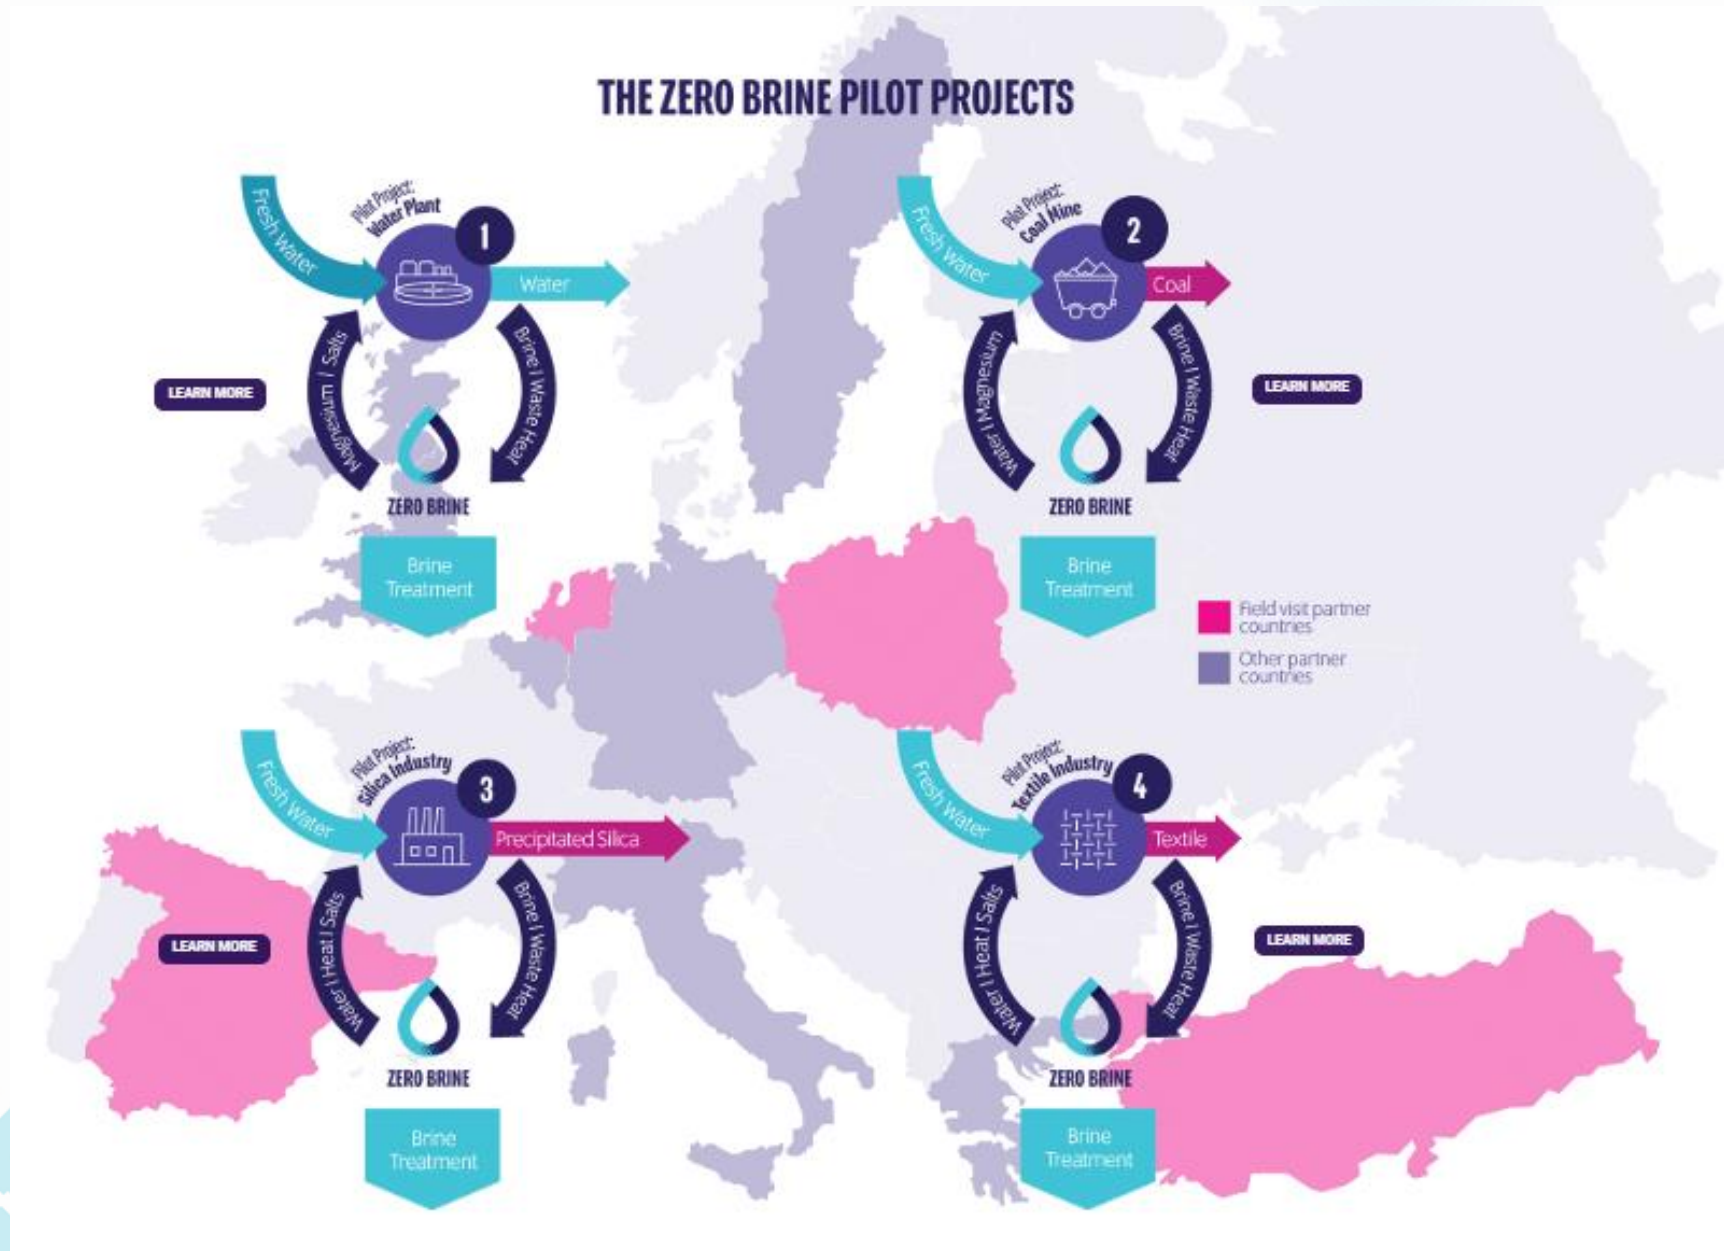 THE ZERO BRINE PILOT PROJECTS
Fresh Water
Pilot Project:
Water Plant
1
Water
Brine | Waste Heat
Magnesium | Salts
LEARN MORE
ZERO BRINE
Brine
Treatment
Fresh Water
Pilot Project:
Coal Mine
2
Coal
Brine | Waste Heat
Water | Magnesium
LEARN MORE
ZERO BRINE
Brine
Treatment
Field visit partner
countries
Other partner
countries
Fresh Water
Pilot Project:
Silica Industry
3
Precipitated Silica
Brine | Waste Heat
Water | Heat | Salts
LEARN MORE
ZERO BRINE
Brine
Treatment
Fresh Water
Pilot Project:
Textile Industry
4
Textile
Brine | Waste Heat
Water | Heat | Salts
LEARN MORE
ZERO BRINE
Brine
Treatment